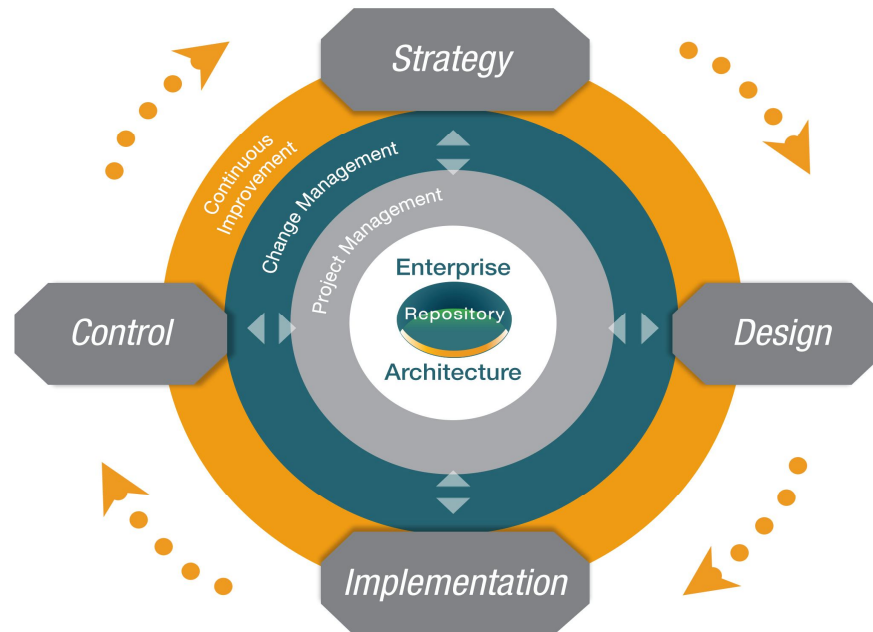 Strategy
Continuous
Improvement
Change Management
Project Management
Enterprise
Repository
Architecture
Control
Design
Implementation